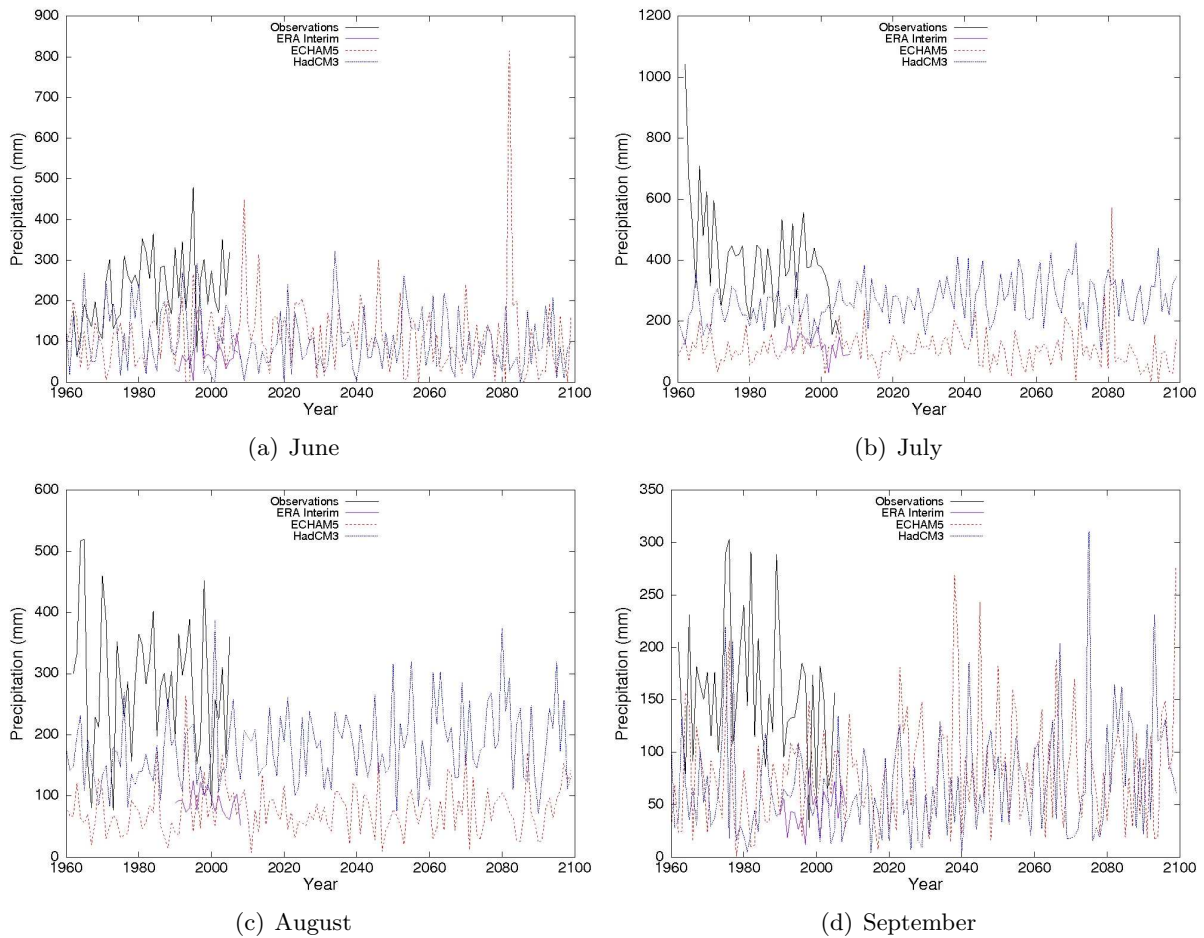 900
800
700
600
500
400
300
200
100
0
Precipitation (mm)
Observations
ERA Interim
ECHAM5
HadCM3
1960 1980 2000 2020 2040 2060 2080 2100
Year
(a) June
1200
1000
800
600
400
200
0
Precipitation (mm)
Observations
ERA Interim
ECHAM5
HadCM3
1960 1980 2000 2020 2040 2060 2080 2100
Year
(b) July
600
500
400
300
200
100
0
Precipitation (mm)
Observations
ERA Interim
ECHAM5
HadCM3
1960 1980 2000 2020 2040 2060 2080 2100
Year
(c) August
350
300
250
200
150
100
50
0
Precipitation (mm)
Observations
ERA Interim
ECHAM5
HadCM3
1960 1980 2000 2020 2040 2060 2080 2100
Year
(d) September